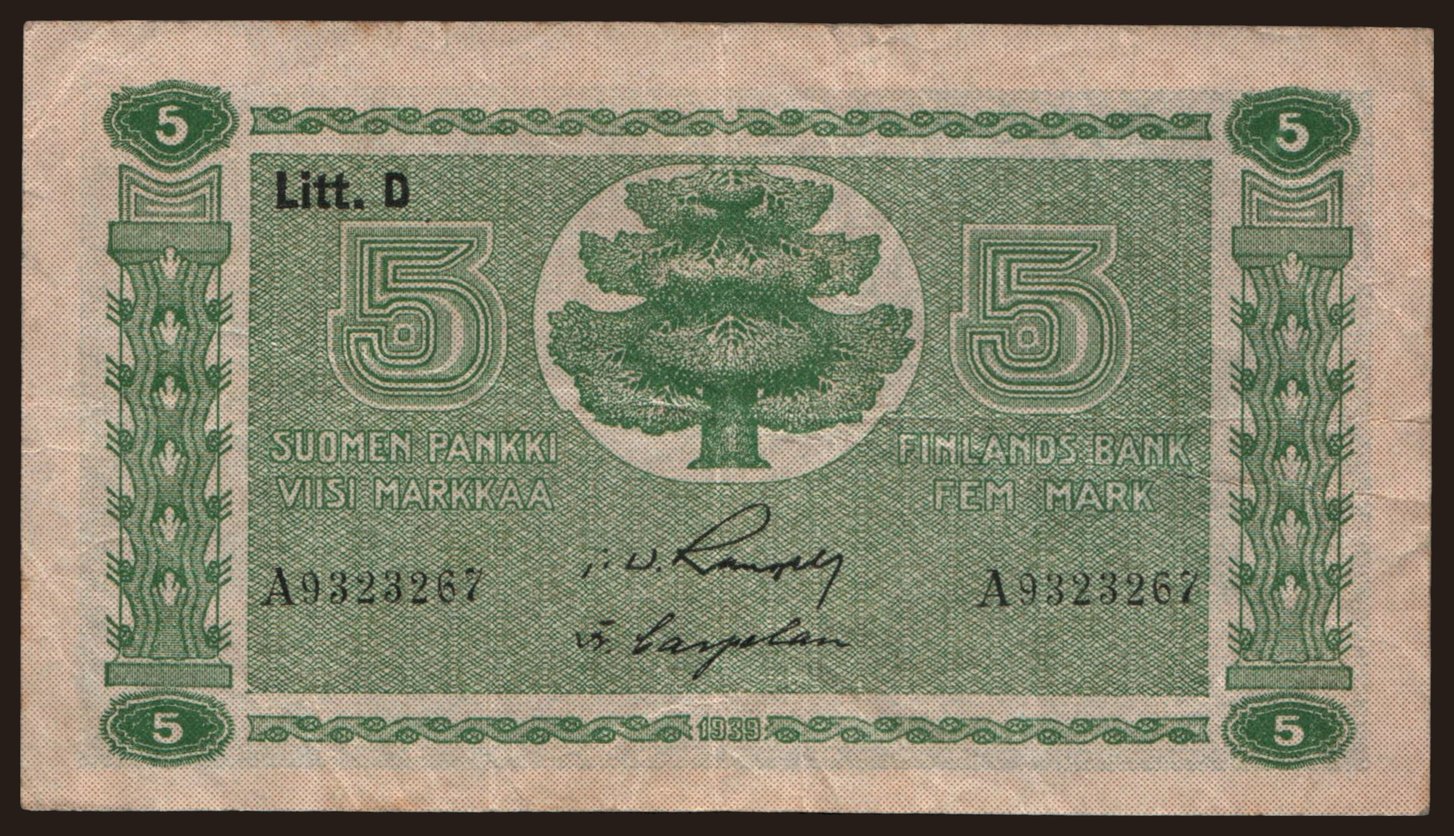 5 5
Litt. D
5 5
SUOMEN PANKKI FINLANDS BANK
VIISI MARKKAA FEM MARK
A9323267 A9323267
5 1939 5